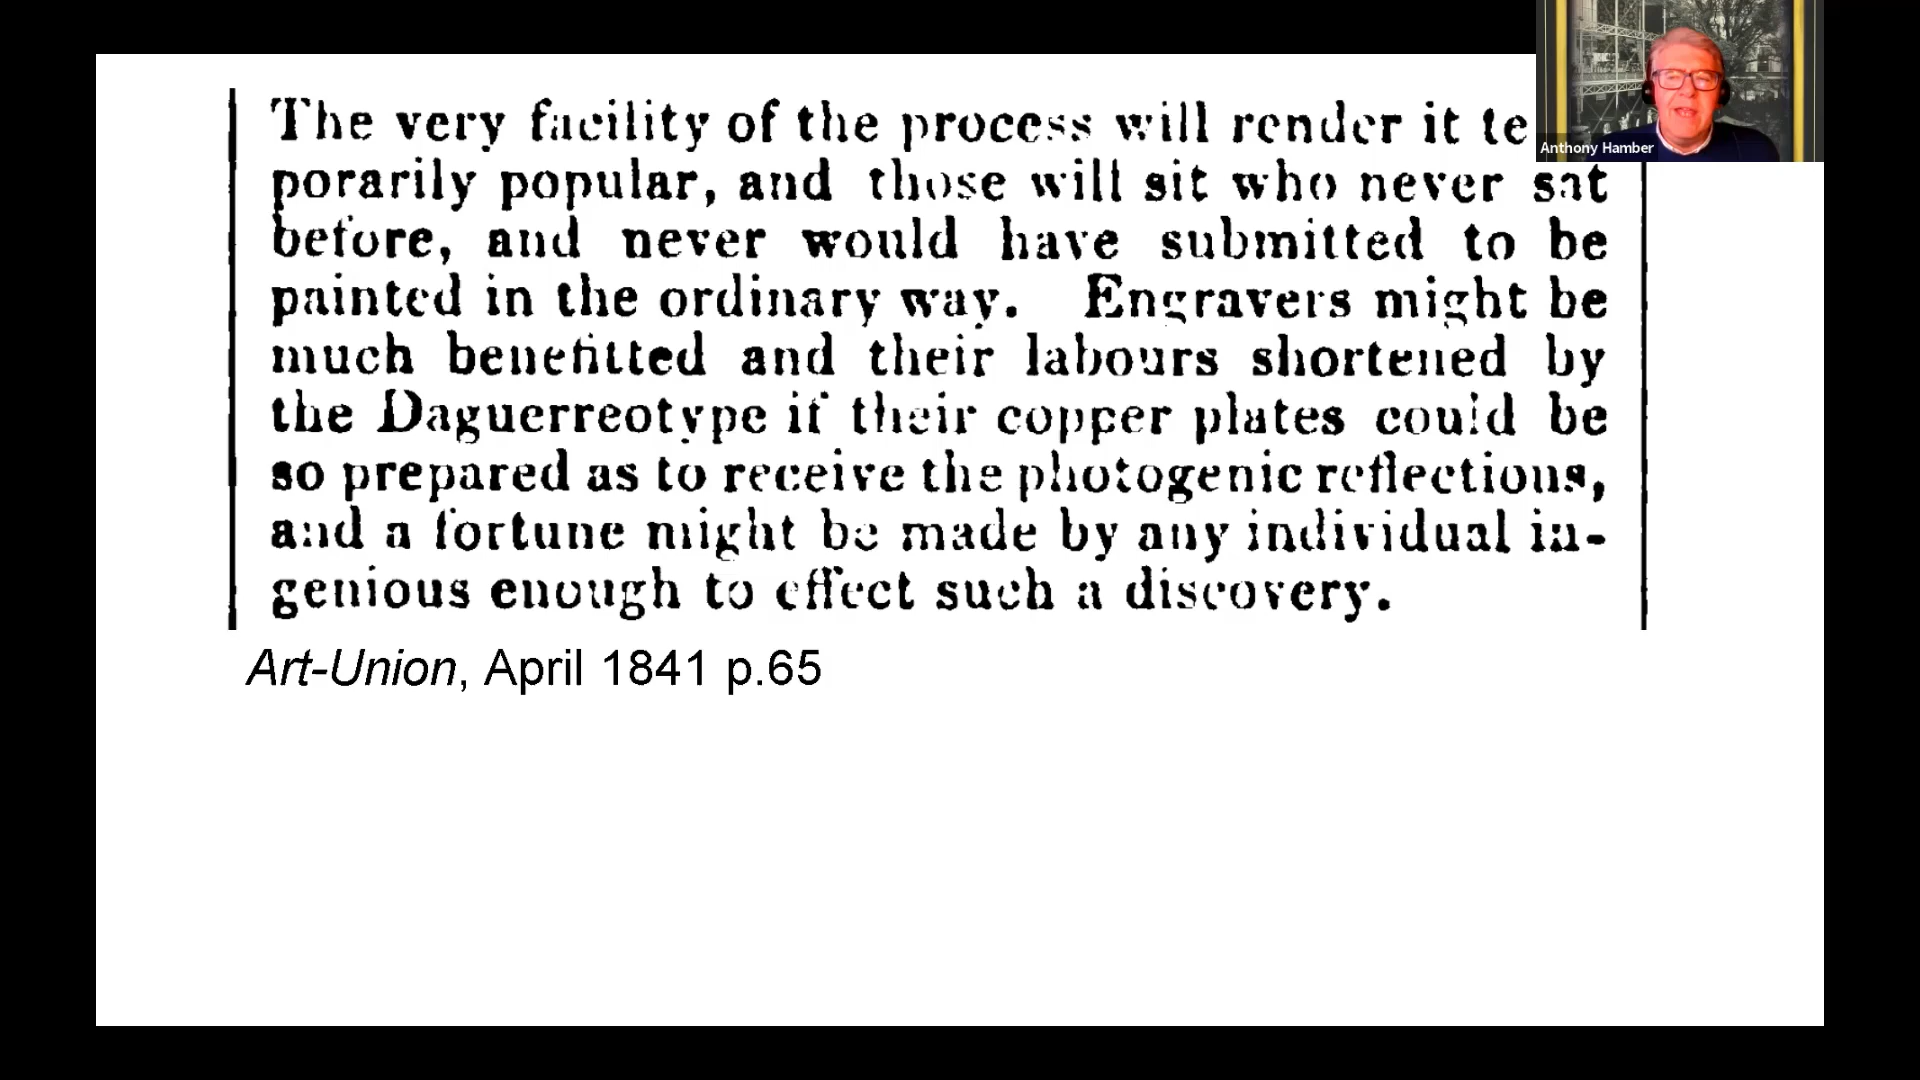 The very facility of the process will render it te
porarily popular, and those will sit who never sat
before, and never would have submitted to be
painted in the ordinary way. Engravers might be
much benefitted and their labours shortened by
the Daguerreotype if their copper plates could be
so prepared as to receive the photogenic reflections,
and a fortune might be made by any individual in-
genious enough to effect such a discovery.
Art-Union, April 1841 p.65
Anthony Hamber